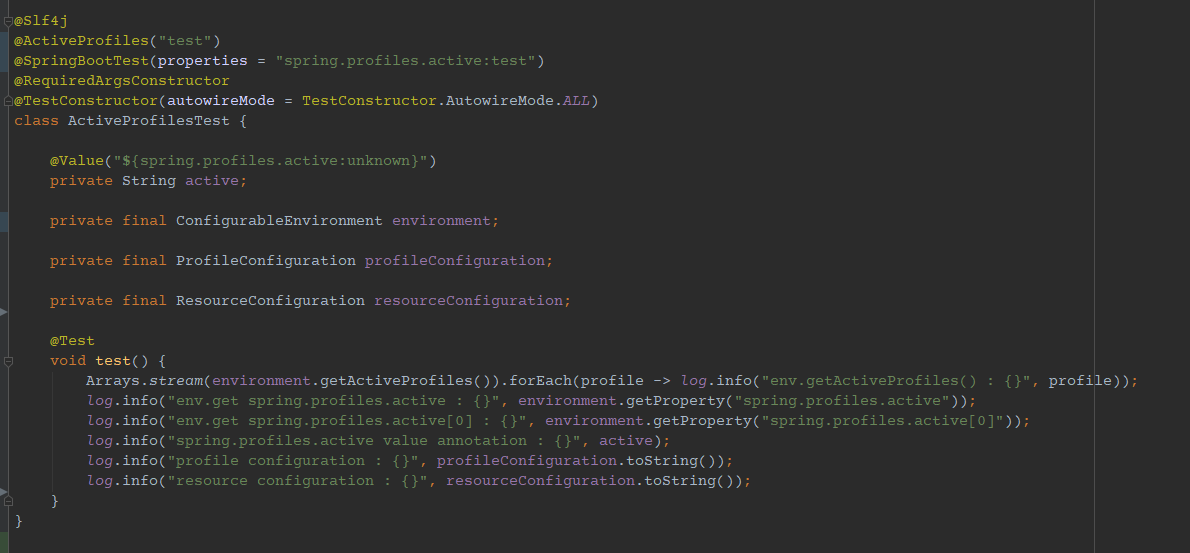 @Slf4j
@ActiveProfiles("test")
@SpringBootTest(properties = "spring.profiles.active:test")
@RequiredArgsConstructor
@TestConstructor(autowireMode = TestConstructor.AutowireMode.ALL)
class ActiveProfilesTest {
@Value("${spring.profiles.active:unknown}")
private String active;
private final ConfigurableEnvironment environment;
private final ProfileConfiguration profileConfiguration;
private final ResourceConfiguration resourceConfiguration;
@Test
void test() {
Arrays.stream(environment.getActiveProfiles()).forEach(profile -> log.info("env.getActiveProfiles() : {}", profile));
log.info("env.get spring.profiles.active : {}", environment.getProperty("spring.profiles.active"));
log.info("env.get spring.profiles.active[0] : {}", environment.getProperty("spring.profiles.active[0]"));
log.info("spring.profiles.active value annotation : {}", active);
log.info("profile configuration : {}", profileConfiguration.toString());
log.info("resource configuration : {}", resourceConfiguration.toString());
}
}